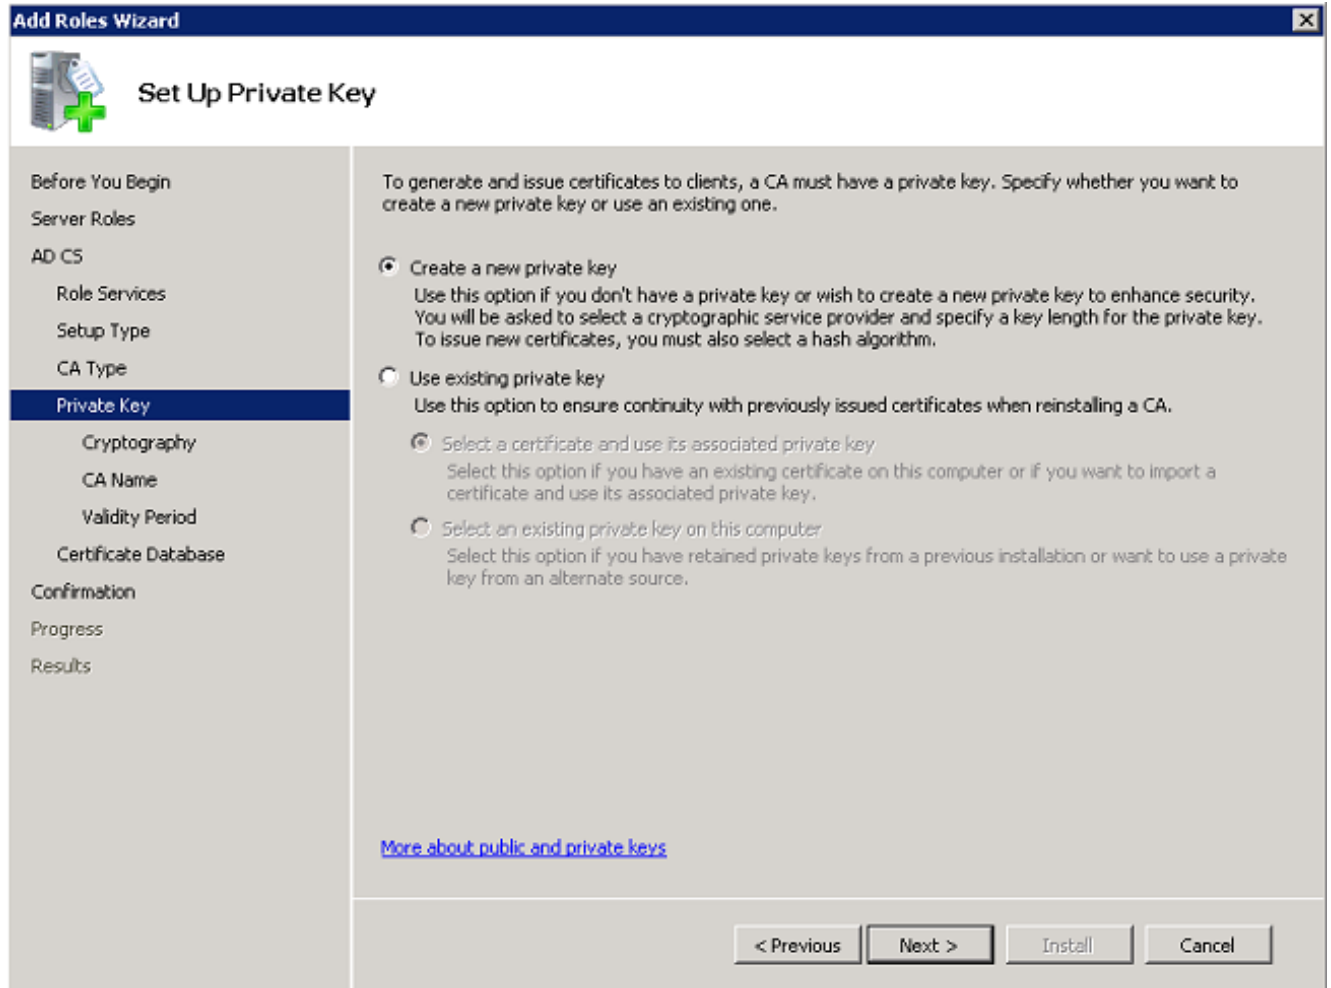 Add Roles Wizard
Set Up Private Key
Before You Begin
Server Roles
AD CS
Role Services
Setup Type
CA Type
Private Key
Cryptography
CA Name
Validity Period
Certificate Database
Confirmation
Progress
Results
To generate and issue certificates to clients, a CA must have a private key. Specify whether you want to
create a new private key or use an existing one.
Create a new private key
Use this option if you don't have a private key or wish to create a new private key to enhance security.
You will be asked to select a cryptographic service provider and specify a key length for the private key.
To issue new certificates, you must also select a hash algorithm.
Use existing private key
Use this option to ensure continuity with previously issued certificates when reinstalling a CA.
Select a certificate and use its associated private key
Select this option if you have an existing certificate on this computer or if you want to import a
certificate and use its associated private key.
Select an existing private key on this computer
Select this option if you have retained private keys from a previous installation or want to use a private
key from an alternate source.
More about public and private keys
< Previous
Next >
Install
Cancel